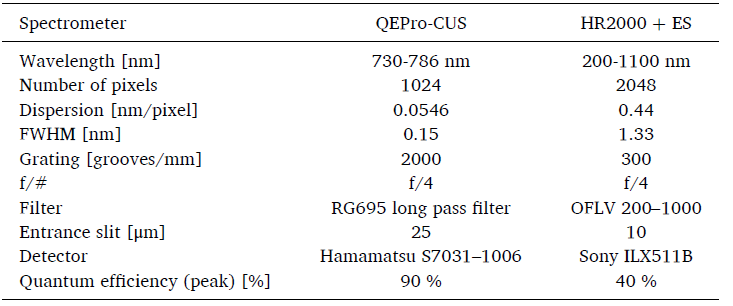 Spectrometer QEPro-CUS HR2000 + ES
Wavelength [nm] 730-786 nm 200-1100 nm
Number of pixels 1024 2048
Dispersion [nm/pixel] 0.0546 0.44
FWHM [nm] 0.15 1.33
Grating [grooves/mm] 2000 300
f/# f/4 f/4
Filter RG695 long pass filter OFLV 200–1000
Entrance slit [μm] 25 10
Detector Hamamatsu S7031–1006 Sony ILX511B
Quantum efficiency (peak) [%] 90 % 40 %